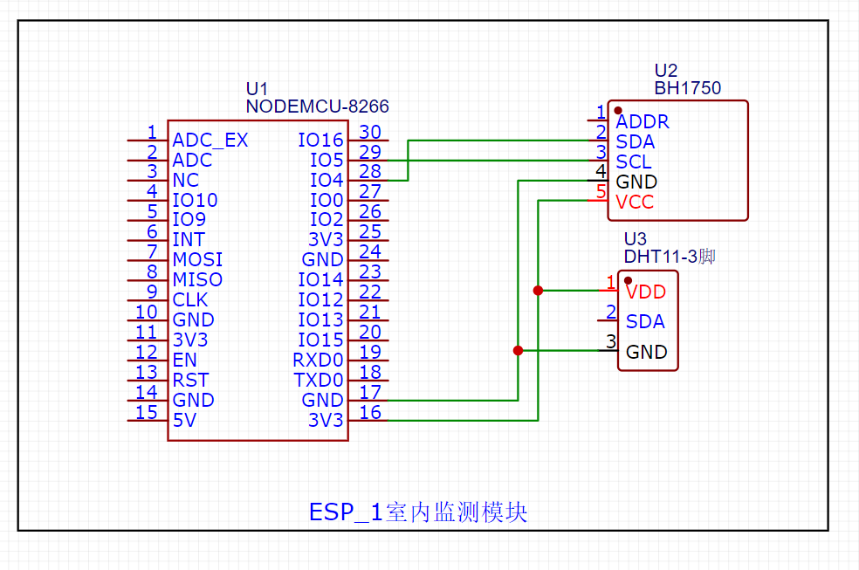 U1
NODEMCU-8266
1 ADC_EX IO16 30
2 ADC IO5 29
3 NC IO4 28
4 IO10 IO0 27
5 IO9 IO2 26
6 INT 3V3 25
7 MOSI GND 24
8 MISO IO14 23
9 CLK IO12 22
10 GND IO13 21
11 3V3 IO15 20
12 EN RXD0 19
13 RST TXD0 18
14 GND GND 17
15 5V 3V3 16
U2
BH1750
1 ADDR
2 SDA
3 SCL
4 GND
5 VCC
U3
DHT11-3脚
1 VDD
2 SDA
3 GND
ESP_1室内监测模块